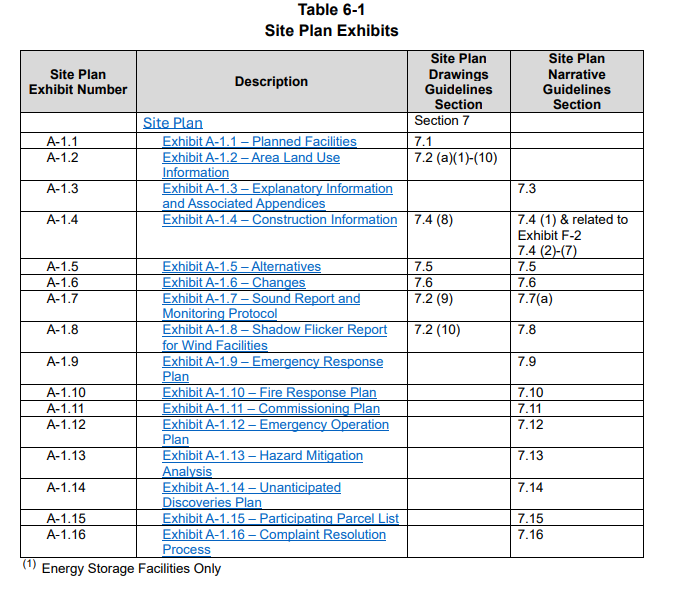 Table 6-1
Site Plan Exhibits
Site Plan Exhibit Number | Description | Site Plan Drawings Guidelines Section | Site Plan Narrative Guidelines Section
Site Plan | Section 7
A-1.1 | Exhibit A-1.1 – Planned Facilities | 7.1
A-1.2 | Exhibit A-1.2 – Area Land Use Information | 7.2 (a)(1)-(10)
A-1.3 | Exhibit A-1.3 – Explanatory Information and Associated Appendices | 7.3
A-1.4 | Exhibit A-1.4 – Construction Information | 7.4 (8) | 7.4 (1) & related to Exhibit F-2 7.4 (2)-(7)
A-1.5 | Exhibit A-1.5 – Alternatives | 7.5 | 7.5
A-1.6 | Exhibit A-1.6 – Changes | 7.6 | 7.6
A-1.7 | Exhibit A-1.7 – Sound Report and Monitoring Protocol | 7.2 (9) | 7.7(a)
A-1.8 | Exhibit A-1.8 – Shadow Flicker Report for Wind Facilities | 7.2 (10) | 7.8
A-1.9 | Exhibit A-1.9 – Emergency Response Plan | 7.9
A-1.10 | Exhibit A-1.10 – Fire Response Plan | 7.10
A-1.11 | Exhibit A-1.11 – Commissioning Plan | 7.11
A-1.12 | Exhibit A-1.12 – Emergency Operation Plan | 7.12
A-1.13 | Exhibit A-1.13 – Hazard Mitigation Analysis | 7.13
A-1.14 | Exhibit A-1.14 – Unanticipated Discoveries Plan | 7.14
A-1.15 | Exhibit A-1.15 – Participating Parcel List | 7.15
A-1.16 | Exhibit A-1.16 – Complaint Resolution Process | 7.16
(1) Energy Storage Facilities Only